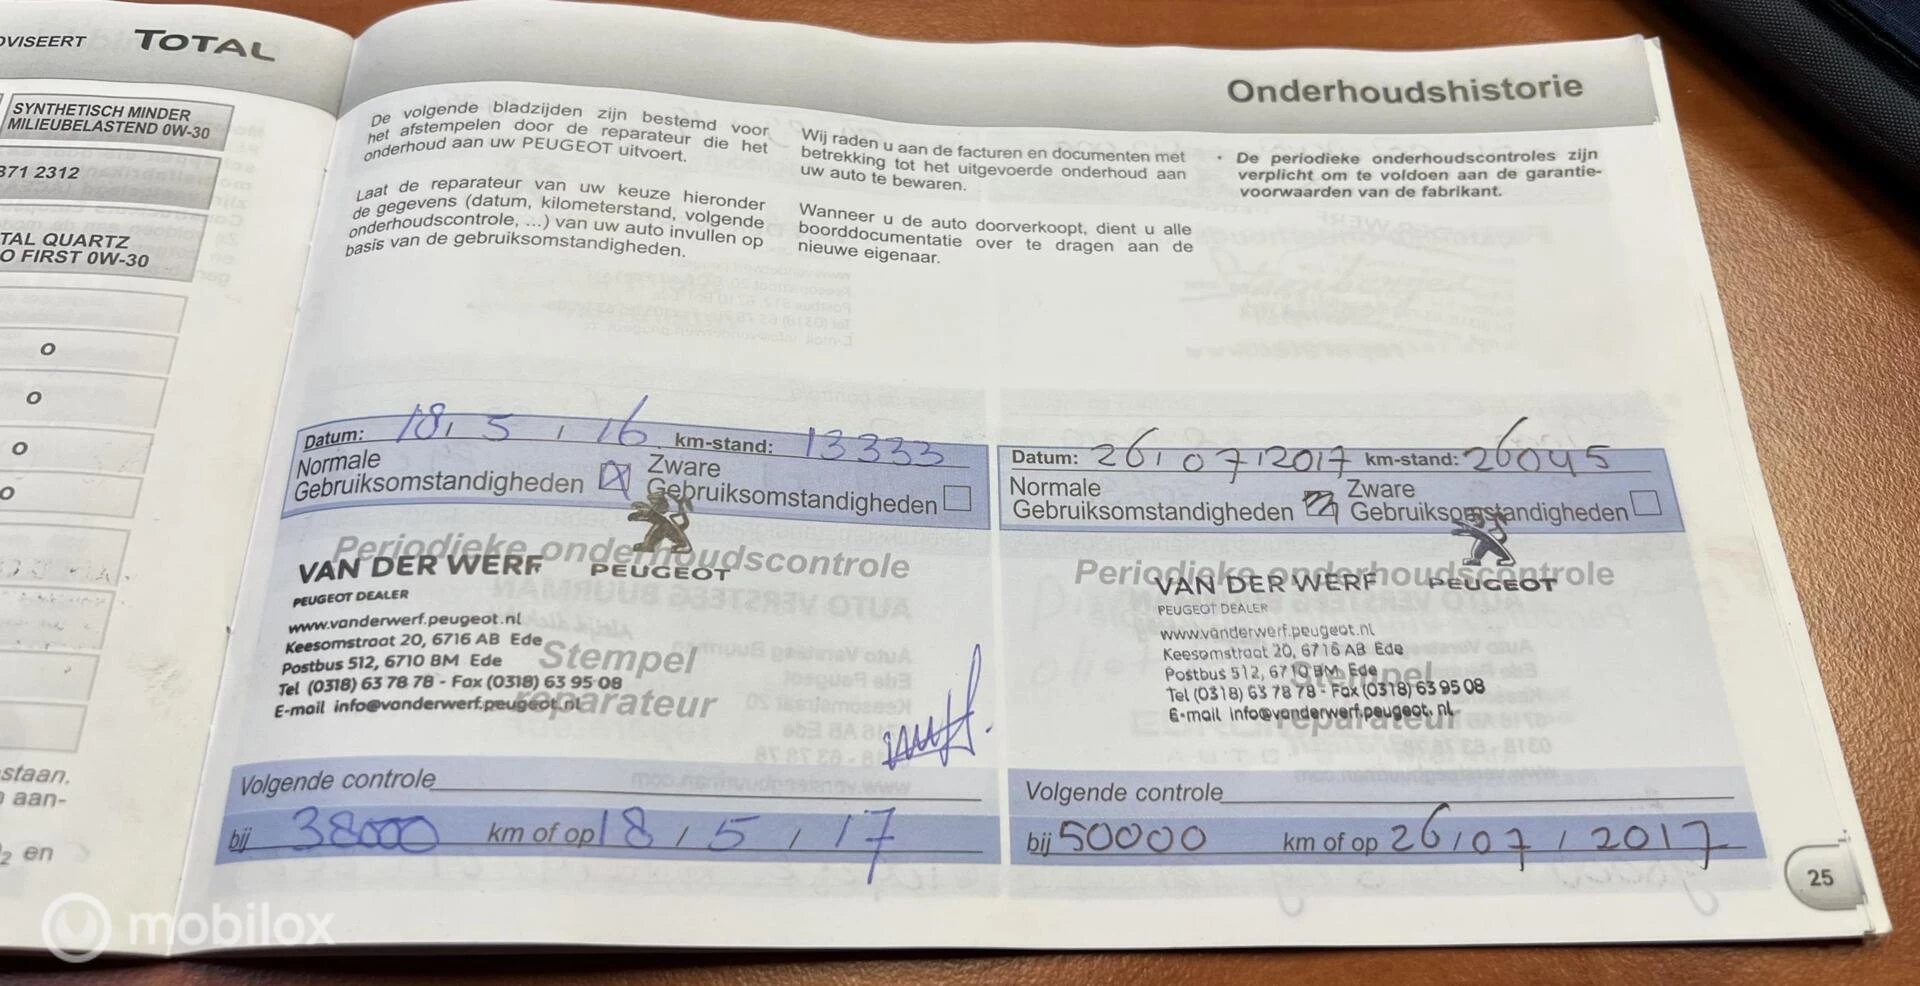 OVISEERT TOTAL
SYNTHETISCH MINDER
MILIEUBELASTEND 0W-30
371 2312
TAL QUARTZ
O FIRST 0W-30
O
O
O
O
staan.
aan-
2 en
Onderhoudshistorie
De volgende bladzijden zijn bestemd voor
het afstempelen door de reparateur die het
onderhoud aan uw PEUGEOT uitvoert.
Laat de reparateur van uw keuze hieronder
de gegevens (datum, kilometerstand, volgende
onderhoudscontrole, ...) van uw auto invullen op
basis van de gebruiksomstandigheden.
Wij raden u aan de facturen en documenten met
betrekking tot het uitgevoerde onderhoud aan
uw auto te bewaren.
Wanneer u de auto doorverkoopt, dient u alle
boorddocumentatie over te dragen aan de
nieuwe eigenaar.
• De periodieke onderhoudscontroles zijn
verplicht om te voldoen aan de garantie-
voorwaarden van de fabrikant.
Datum: 18 / 5 / 16 km-stand: 13333
Normale
Gebruiksomstandigheden
Zware
Gebruiksomstandigheden
Periodieke onderhoudscontrole
VAN DER WERF PEUGEOT
PEUGEOT DEALER
www.vanderwerf.peugeot.nl
Keesomstraat 20, 6716 AB Ede
Postbus 512, 6710 BM Ede
Tel (0318) 63 78 78 - Fax (0318) 63 95 08
E-mail info@vanderwerf.peugeot.nl
Stempel
reparateur
Volgende controle
bij 38000 km of op 18 / 5 / 17
Datum: 26 / 07 / 2017 km-stand: 26045
Normale
Gebruiksomstandigheden
Zware
Gebruiksomstandigheden
Periodieke onderhoudscontrole
VAN DER WERF PEUGEOT
PEUGEOT DEALER
www.vanderwerf.peugeot.nl
Keesomstraat 20, 6716 AB Ede
Postbus 512, 6710 BM Ede
Tel (0318) 63 78 78 - Fax (0318) 63 95 08
E-mail info@vanderwerf.peugeot.nl
Stempel
reparateur
Volgende controle
bij 50000 km of op 26 / 07 / 2017
25
mobilox